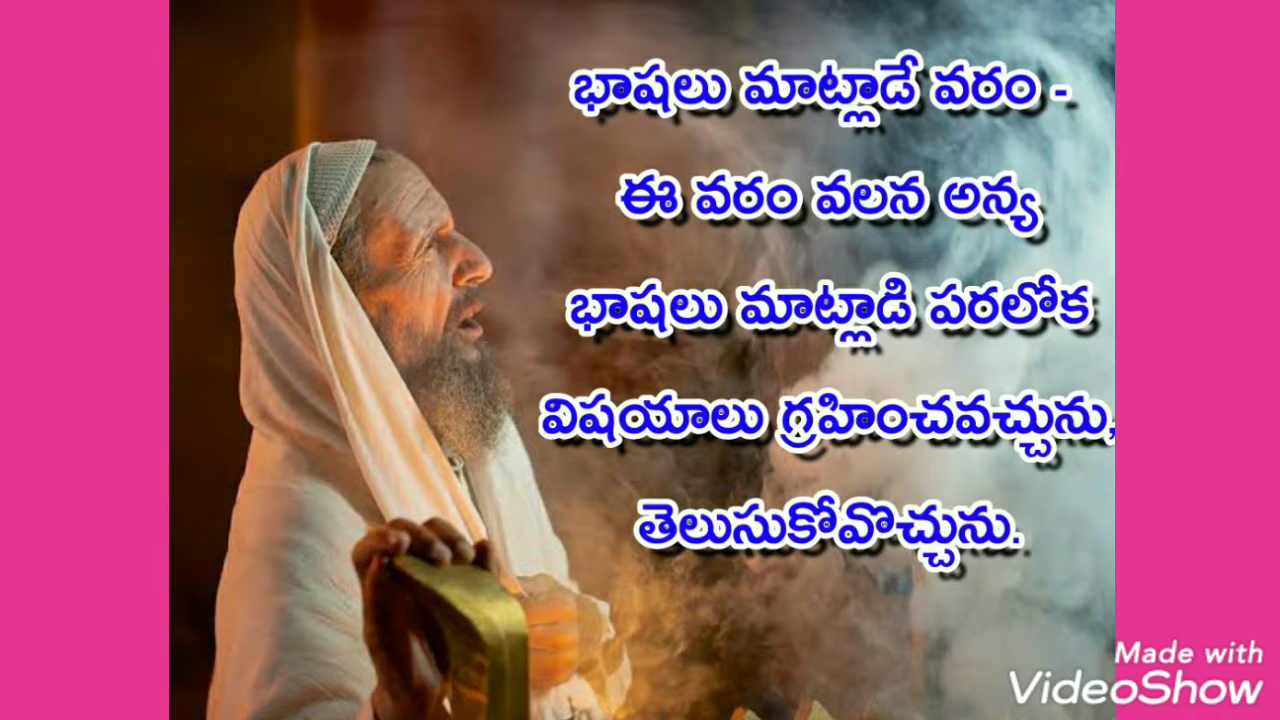 భాషలు మాట్లాడే వరం -
ఈ వరం వలన అన్య
భాషలు మాట్లాడి పరలోక
విషయాలు గ్రహించవచ్చును,
తెలుసుకోవొచ్చును.
Made with
VideoShow